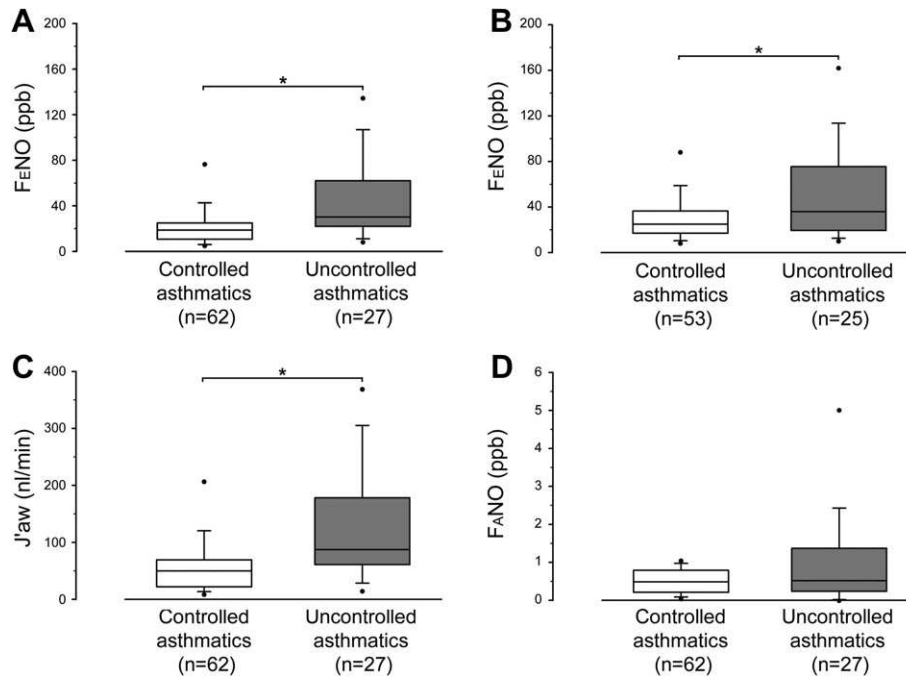 A
FENO (ppb)
200
160
120
80
40
0
*
Controlled
asthmatics
(n=62)
Uncontrolled
asthmatics
(n=27)
B
FENO (ppb)
200
160
120
80
40
0
*
Controlled
asthmatics
(n=53)
Uncontrolled
asthmatics
(n=25)
C
J'aw (nl/min)
400
300
200
100
0
*
Controlled
asthmatics
(n=62)
Uncontrolled
asthmatics
(n=27)
D
FANO (ppb)
6
5
4
3
2
1
0
Controlled
asthmatics
(n=62)
Uncontrolled
asthmatics
(n=27)